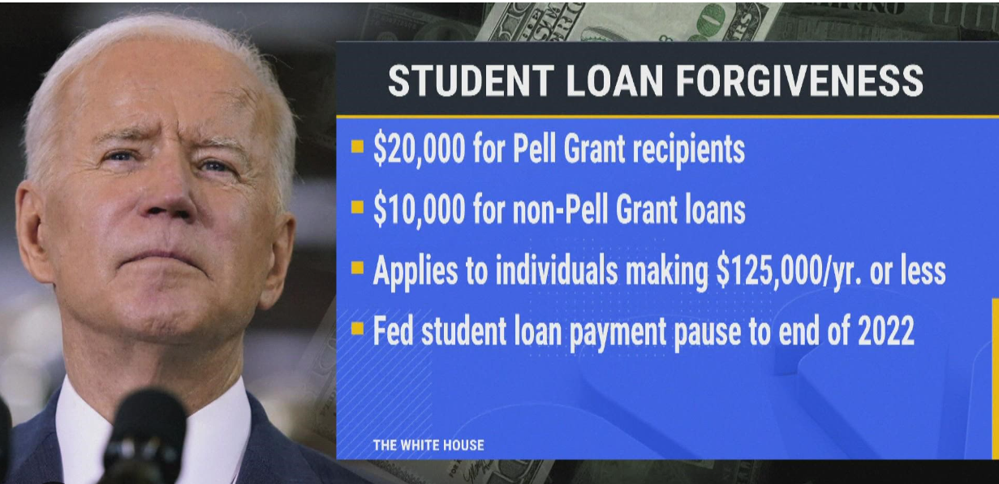 STUDENT LOAN FORGIVENESS
$20,000 for Pell Grant recipients
$10,000 for non-Pell Grant loans
Applies to individuals making $125,000/yr. or less
Fed student loan payment pause to end of 2022
THE WHITE HOUSE